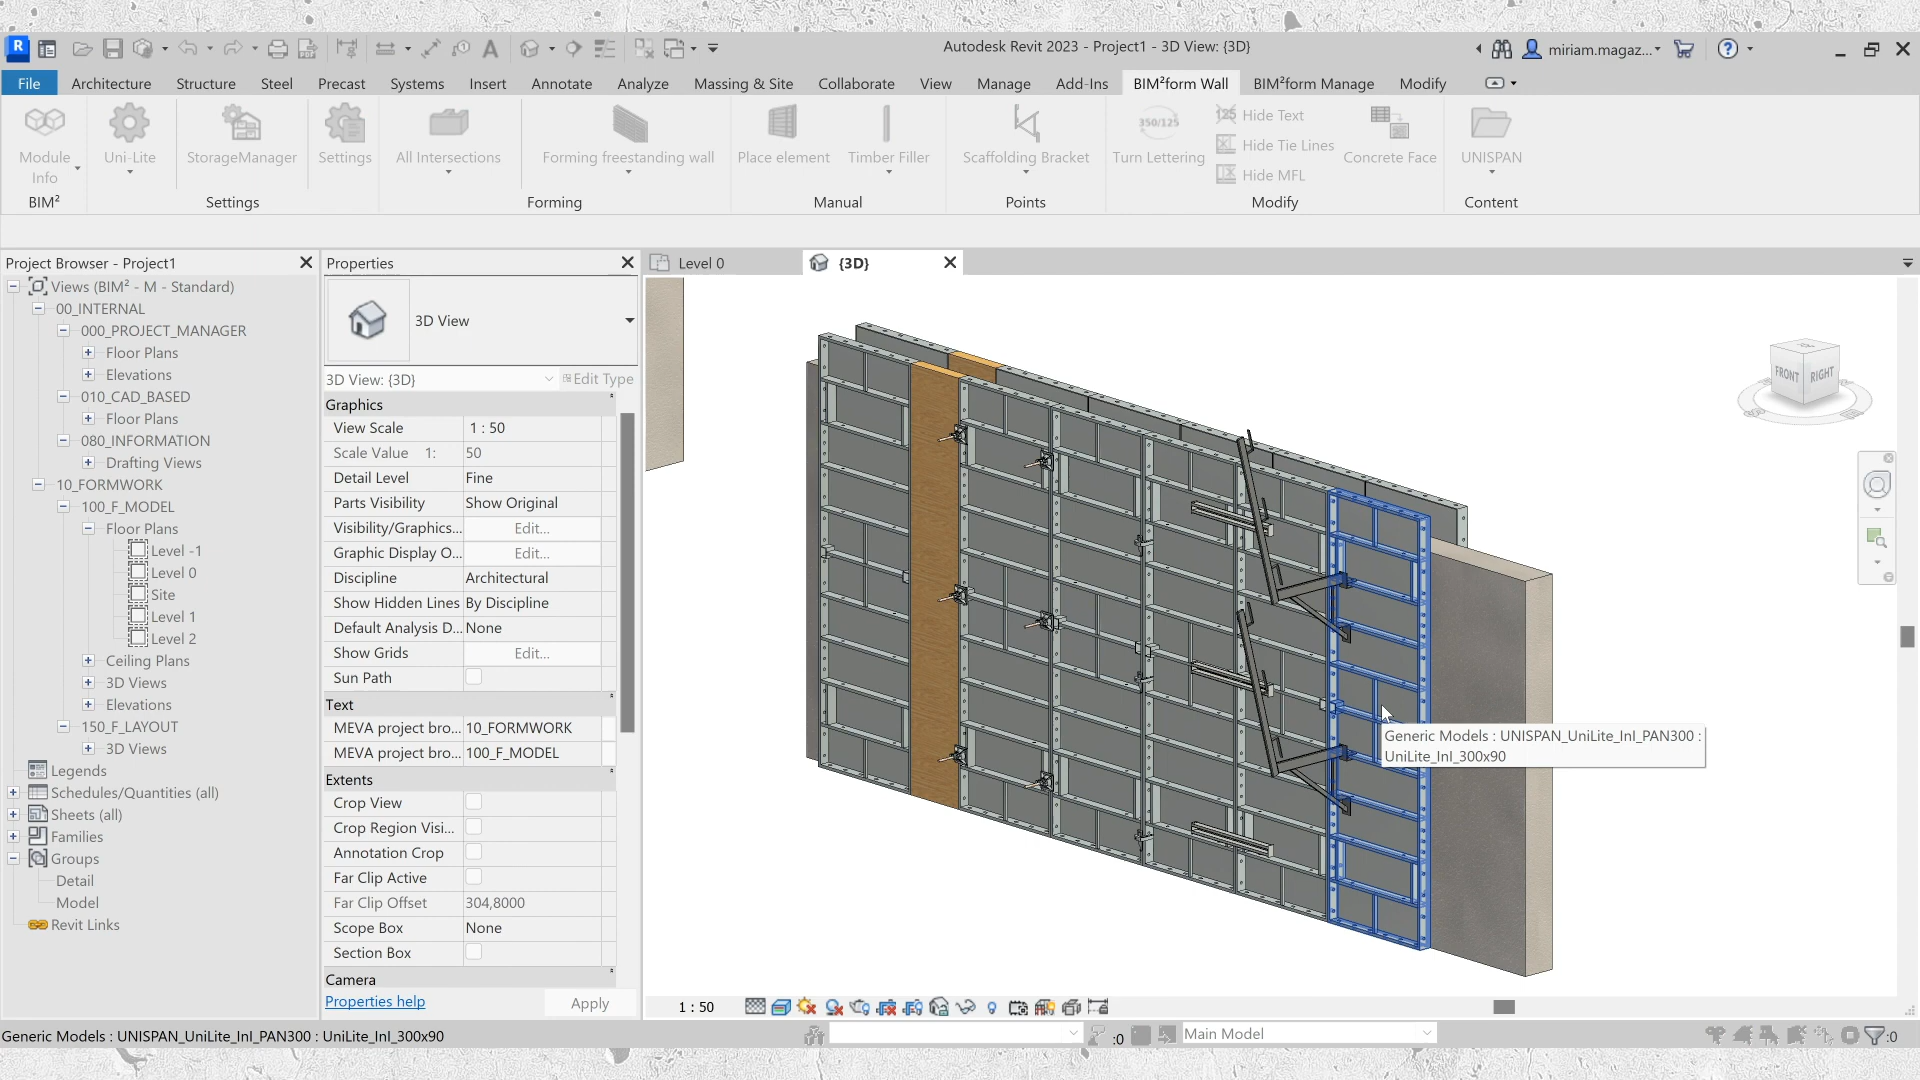 R
Autodesk Revit 2023 - Project1 - 3D View: {3D}
miriam.magaz...
File Architecture Structure Steel Precast Systems Insert Annotate Analyze Massing & Site Collaborate View Manage Add-Ins BIM²form Wall BIM²form Manage Modify
Module Info
Uni-Lite
StorageManager
Settings
All Intersections
Forming freestanding wall
Place element
Timber Filler
Scaffolding Bracket
350/125
Turn Lettering
125 Hide Text
Hide Tie Lines
Hide MFL
Concrete Face
UNISPAN
BIM² Settings Forming Manual Points Modify Content
Project Browser - Project1
Views (BIM² - M - Standard)
00_INTERNAL
000_PROJECT_MANAGER
Floor Plans
Elevations
010_CAD_BASED
Floor Plans
080_INFORMATION
Drafting Views
10_FORMWORK
100_F_MODEL
Floor Plans
Level -1
Level 0
Site
Level 1
Level 2
Ceiling Plans
3D Views
Elevations
150_F_LAYOUT
3D Views
Legends
Schedules/Quantities (all)
Sheets (all)
Families
Groups
Detail
Model
Revit Links
Properties
3D View
3D View: {3D} Edit Type
Graphics
View Scale 1 : 50
Scale Value 1: 50
Detail Level Fine
Parts Visibility Show Original
Visibility/Graphics... Edit...
Graphic Display O... Edit...
Discipline Architectural
Show Hidden Lines By Discipline
Default Analysis D... None
Show Grids Edit...
Sun Path
Text
MEVA project bro... 10_FORMWORK
MEVA project bro... 100_F_MODEL
Extents
Crop View
Crop Region Visi...
Annotation Crop
Far Clip Active
Far Clip Offset 304,8000
Scope Box None
Section Box
Camera
Properties help Apply
Level 0 {3D}
FRONT RIGHT
Generic Models : UNISPAN_UniLite_InI_PAN300 :
UniLite_InI_300x90
1 : 50
Generic Models : UNISPAN_UniLite_InI_PAN300 : UniLite_InI_300x90
:0 Main Model :0